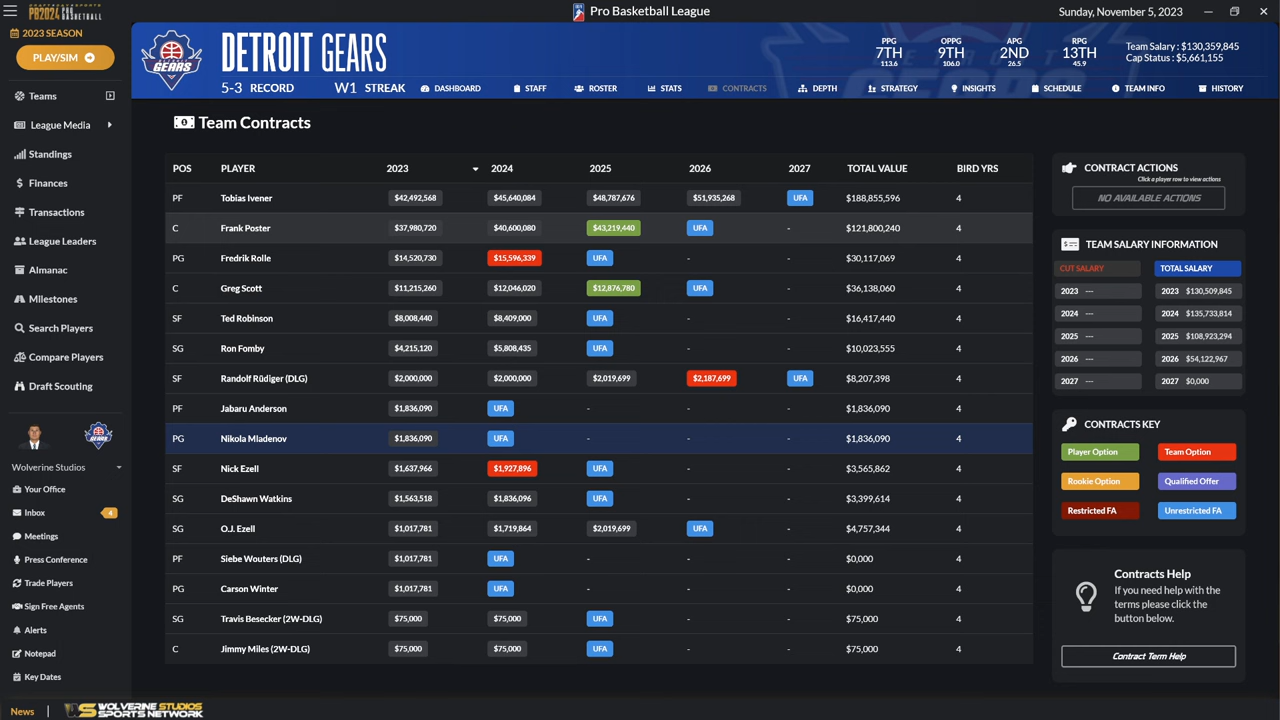 DRAFT DAY SPORTS
PB2024 PRO BASKETBALL
Pro Basketball League
Sunday, November 5, 2023
2023 SEASON
PLAY/SIM
Teams
League Media
Standings
Finances
Transactions
League Leaders
Almanac
Milestones
Search Players
Compare Players
Draft Scouting
GEARS
Wolverine Studios
Your Office
Inbox 4
Meetings
Press Conference
Trade Players
Sign Free Agents
Alerts
Notepad
Key Dates
GEARS
DETROIT GEARS
5-3 RECORD W1 STREAK
PPG OPPG APG RPG
7TH 9TH 2ND 13TH
113.6 106.0 26.5 45.9
Team Salary : $130,359,845
Cap Status : $5,661,155
DASHBOARD STAFF ROSTER STATS CONTRACTS DEPTH STRATEGY INSIGHTS SCHEDULE TEAM INFO HISTORY
Team Contracts
POS PLAYER 2023 2024 2025 2026 2027 TOTAL VALUE BIRD YRS
PF Tobias Ivener $42,492,568 $45,640,084 $48,787,676 $51,935,268 UFA $188,855,596 4
C Frank Poster $37,980,720 $40,600,080 $43,219,440 UFA - $121,800,240 4
PG Fredrik Rolle $14,520,730 $15,596,339 UFA - - $30,117,069 4
C Greg Scott $11,215,260 $12,046,020 $12,876,780 UFA - $36,138,060 4
SF Ted Robinson $8,008,440 $8,409,000 UFA - - $16,417,440 4
SG Ron Fomby $4,215,120 $5,808,435 UFA - - $10,023,555 4
SF Randolf Rüdiger (DLG) $2,000,000 $2,000,000 $2,019,699 $2,187,699 UFA $8,207,398 4
PF Jabaru Anderson $1,836,090 UFA - - - $1,836,090 4
PG Nikola Mladenov $1,836,090 UFA - - - $1,836,090 4
SF Nick Ezell $1,637,966 $1,927,896 UFA - - $3,565,862 4
SG DeShawn Watkins $1,563,518 $1,836,096 UFA - - $3,399,614 4
SG O.J. Ezell $1,017,781 $1,719,864 $2,019,699 UFA - $4,757,344 4
PF Siebe Wouters (DLG) $1,017,781 UFA - - - $0,000 4
PG Carson Winter $1,017,781 UFA - - - $0,000 4
SG Travis Besecker (2W-DLG) $75,000 $75,000 UFA - - $75,000 4
C Jimmy Miles (2W-DLG) $75,000 $75,000 UFA - - $75,000 4
CONTRACT ACTIONS
Click a player row to view actions
NO AVAILABLE ACTIONS
TEAM SALARY INFORMATION
CUT SALARY TOTAL SALARY
2023 --- 2023 $130,509,845
2024 --- 2024 $135,733,814
2025 --- 2025 $108,923,294
2026 --- 2026 $54,122,967
2027 --- 2027 $0,000
CONTRACTS KEY
Player Option Team Option
Rookie Option Qualified Offer
Restricted FA Unrestricted FA
Contracts Help
If you need help with the
terms please click the
button below.
Contract Term Help
News | WOLVERINE STUDIOS
SPORTS NETWORK